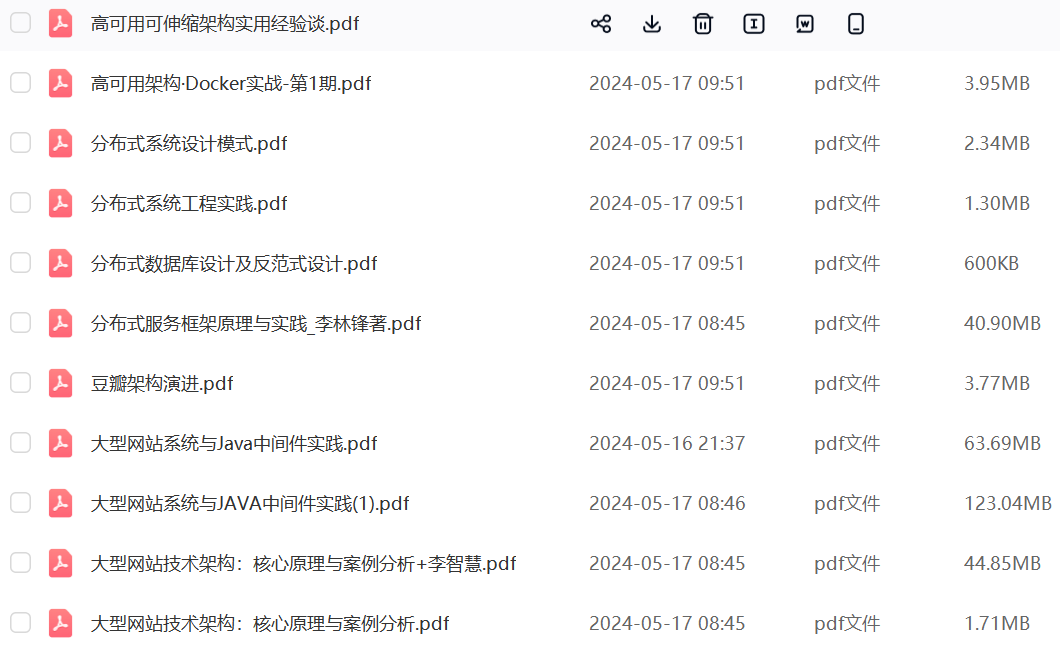 高可用可伸缩架构实用经验谈.pdf
高可用架构·Docker实战-第1期.pdf 2024-05-17 09:51 pdf文件 3.95MB
分布式系统设计模式.pdf 2024-05-17 09:51 pdf文件 2.34MB
分布式系统工程实践.pdf 2024-05-17 09:51 pdf文件 1.30MB
分布式数据库设计及反范式设计.pdf 2024-05-17 09:51 pdf文件 600KB
分布式服务框架原理与实践_李林锋著.pdf 2024-05-17 08:45 pdf文件 40.90MB
豆瓣架构演进.pdf 2024-05-17 09:51 pdf文件 3.77MB
大型网站系统与Java中间件实践.pdf 2024-05-16 21:37 pdf文件 63.69MB
大型网站系统与JAVA中间件实践(1).pdf 2024-05-17 08:46 pdf文件 123.04MB
大型网站技术架构：核心原理与案例分析+李智慧.pdf 2024-05-17 08:45 pdf文件 44.85MB
大型网站技术架构：核心原理与案例分析.pdf 2024-05-17 08:45 pdf文件 1.71MB